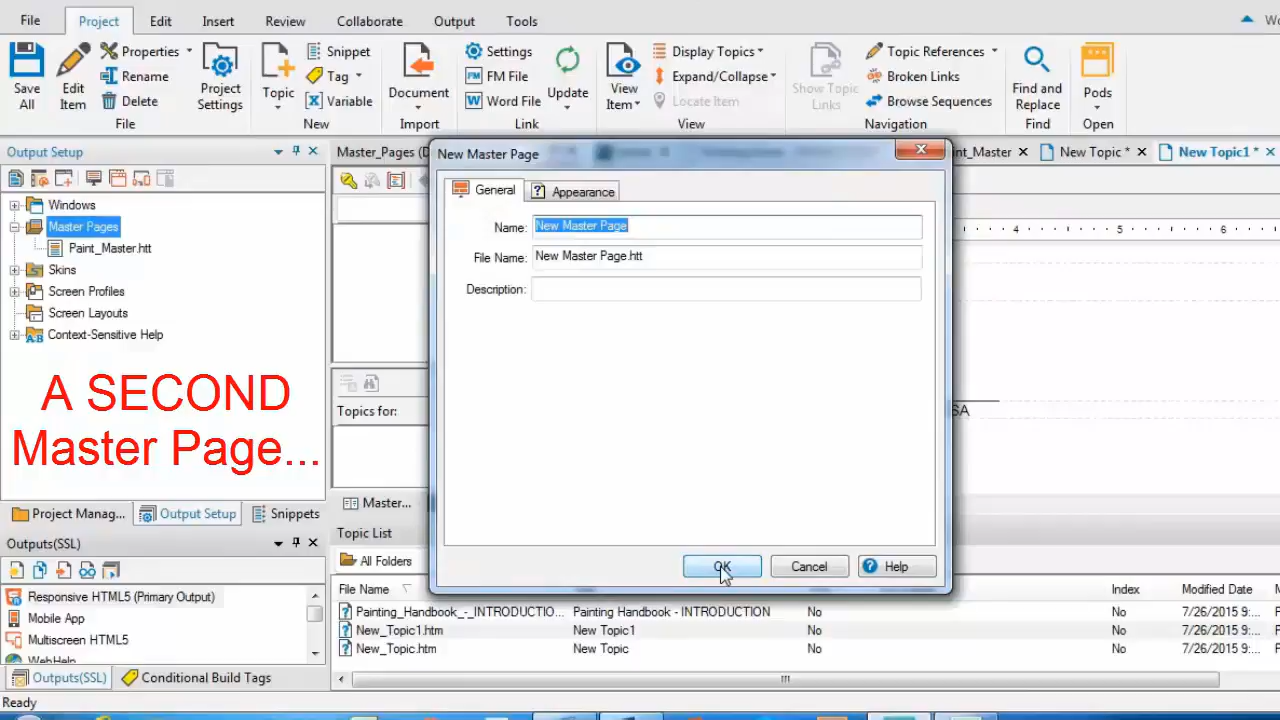 File Project Edit Insert Review Collaborate Output Tools
Save All
Edit Item
Properties
Rename
Delete
File
Project Settings
Topic
Snippet
Tag
Variable
New
Document
Import
Settings
FM File
Word File
Update
Link
View Item
Display Topics
Expand/Collapse
Locate Item
View
Show Topic Links
Topic References
Broken Links
Browse Sequences
Navigation
Find and Replace
Find
Pods
Open
Output Setup
Windows
Master Pages
Paint_Master.htt
Skins
Screen Profiles
Screen Layouts
Context-Sensitive Help
A SECOND
Master Page...
Project Manag... Output Setup Snippets
Outputs(SSL)
Responsive HTML5 (Primary Output)
Mobile App
Multiscreen HTML5
WebHelp
Outputs(SSL) Conditional Build Tags
Ready
Master_Pages (D
int_Master New Topic * New Topic1 *
4 5 6
Topics for:
SA
Master...
New Master Page
General Appearance
Name: New Master Page
File Name: New Master Page.htt
Description:
OK Cancel Help
Topic List
All Folders
File Name Index Modified Date
Painting_Handbook_-_INTRODUCTIO... Painting Handbook - INTRODUCTION No 7/26/2015 9:...
New_Topic1.htm New Topic1 No 7/26/2015 9:...
New_Topic.htm New Topic No 7/26/2015 9:...